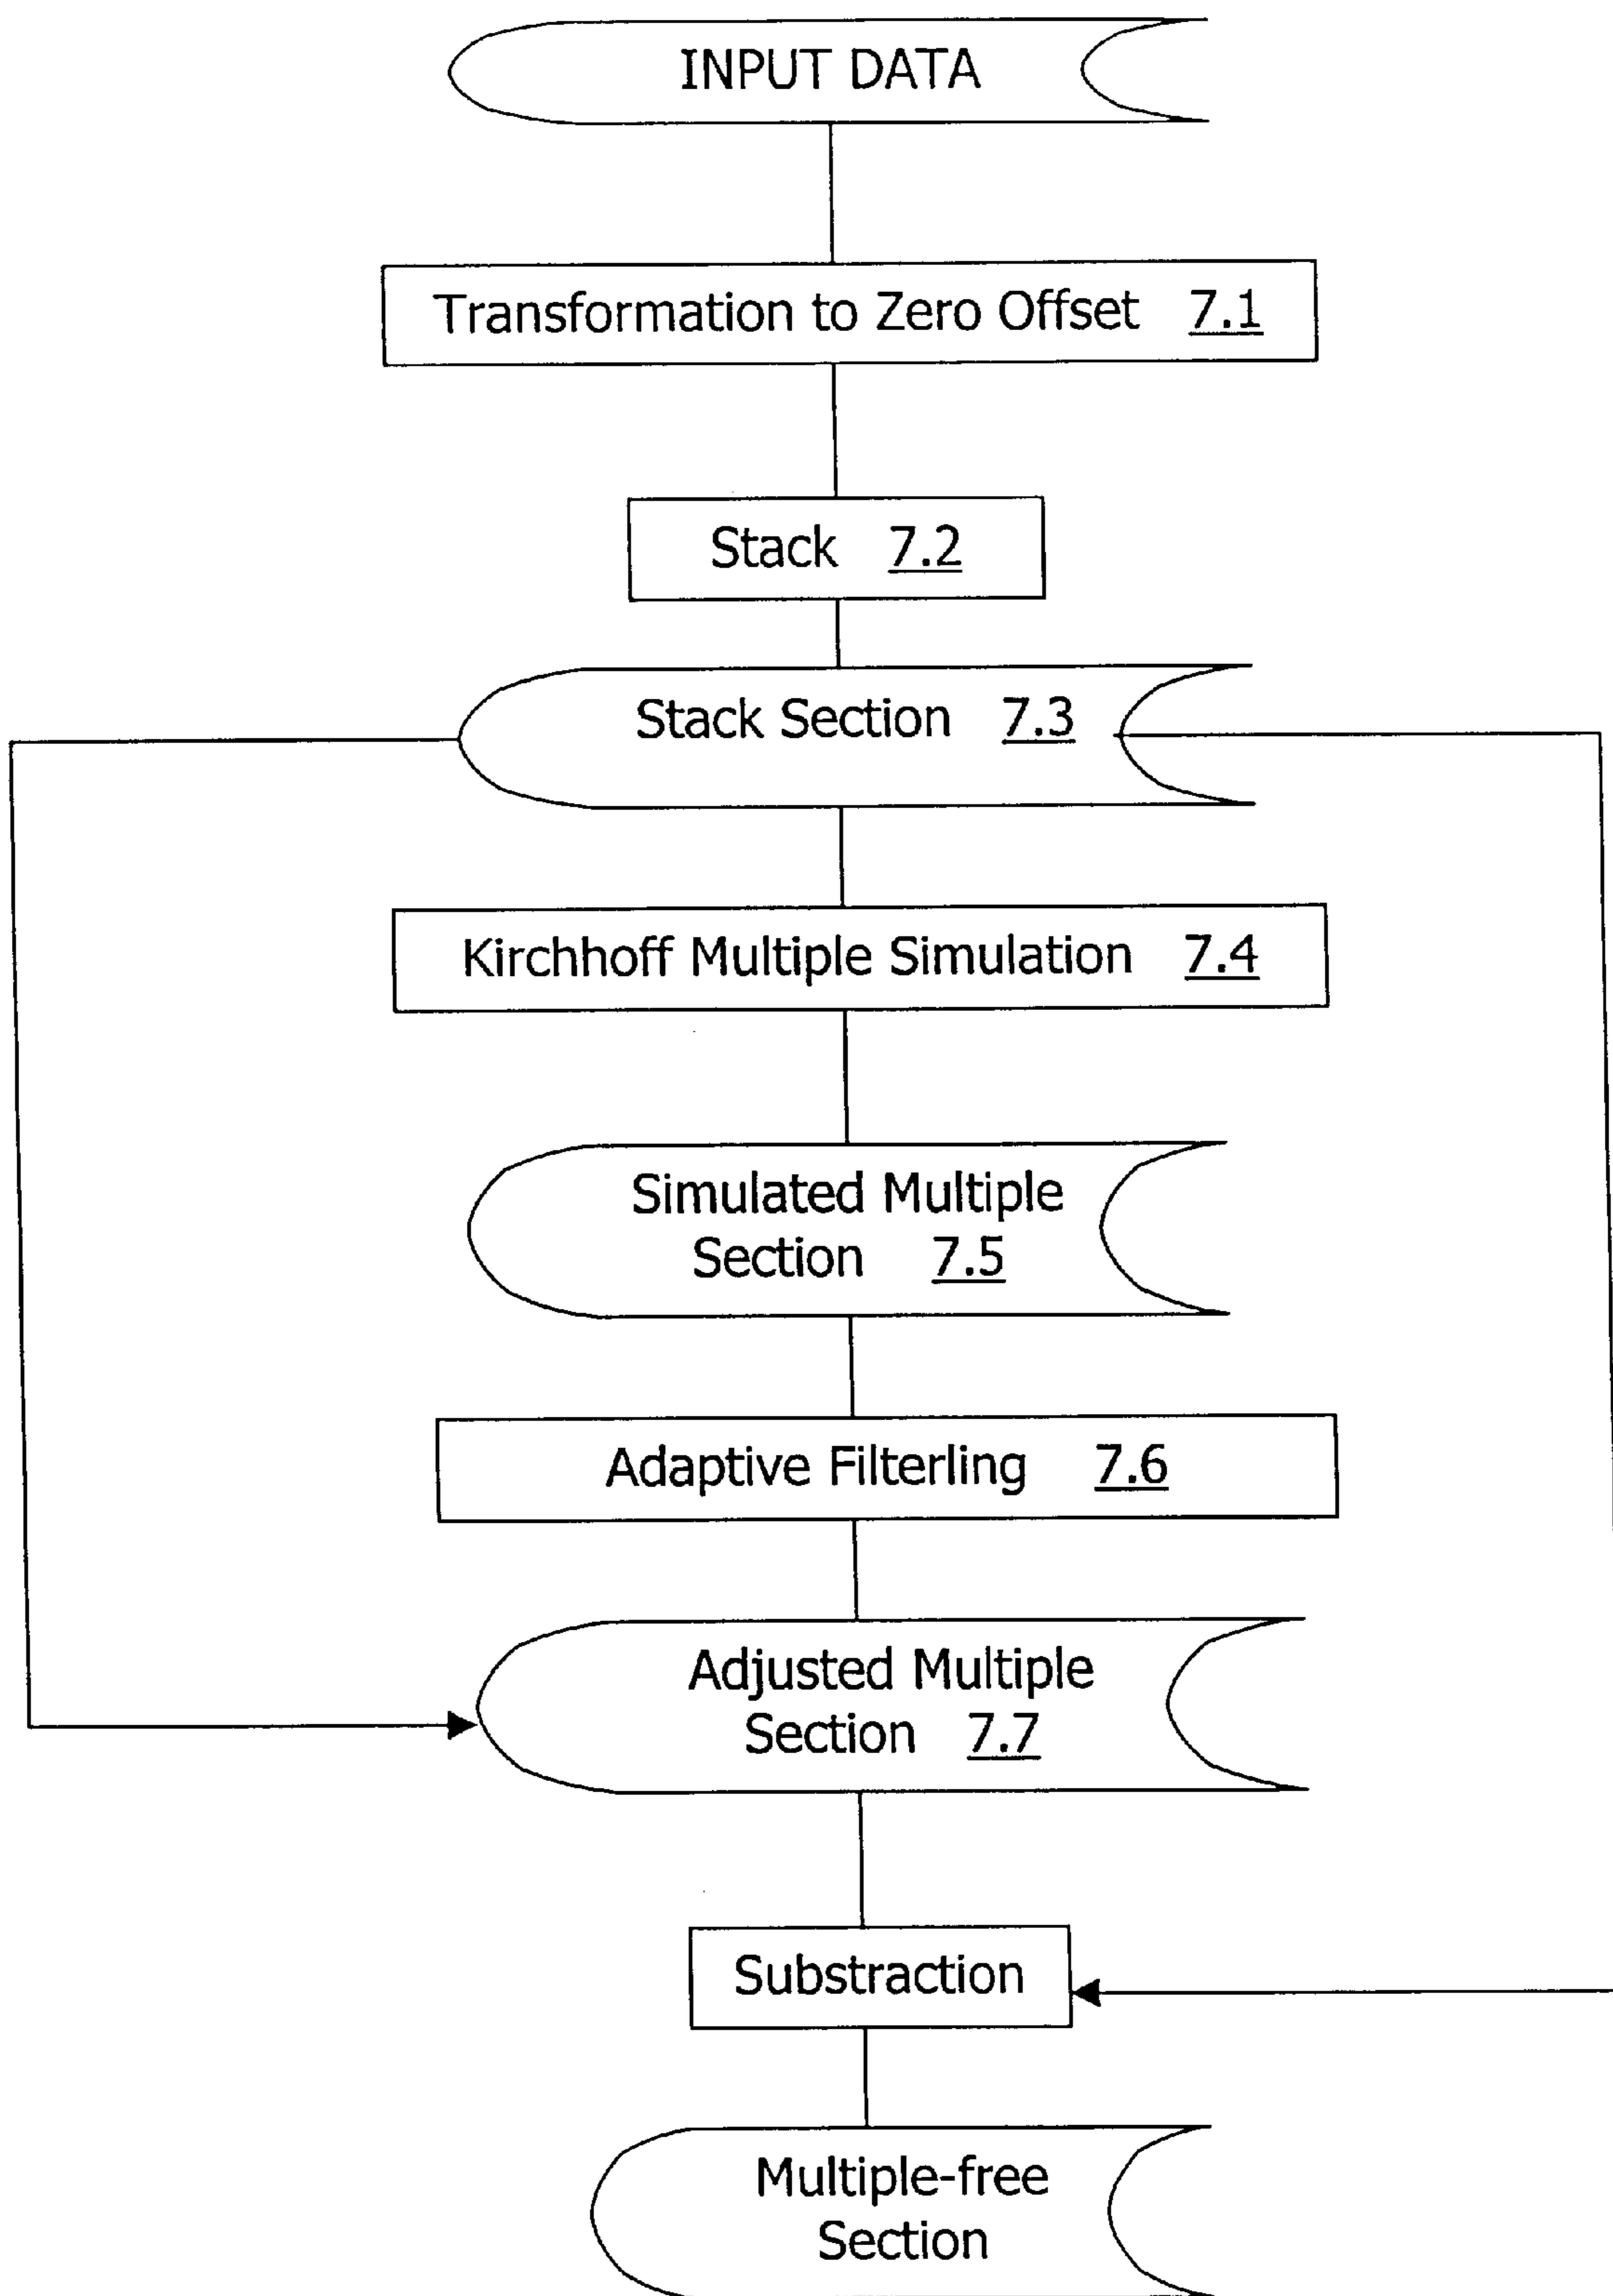 INPUT DATA
Transformation to Zero Offset 7.1
Stack 7.2
Stack Section 7.3
Kirchhoff Multiple Simulation 7.4
Simulated Multiple
Section 7.5
Adaptive Filterling 7.6
Adjusted Multiple
Section 7.7
Substraction
Multiple-free
Section